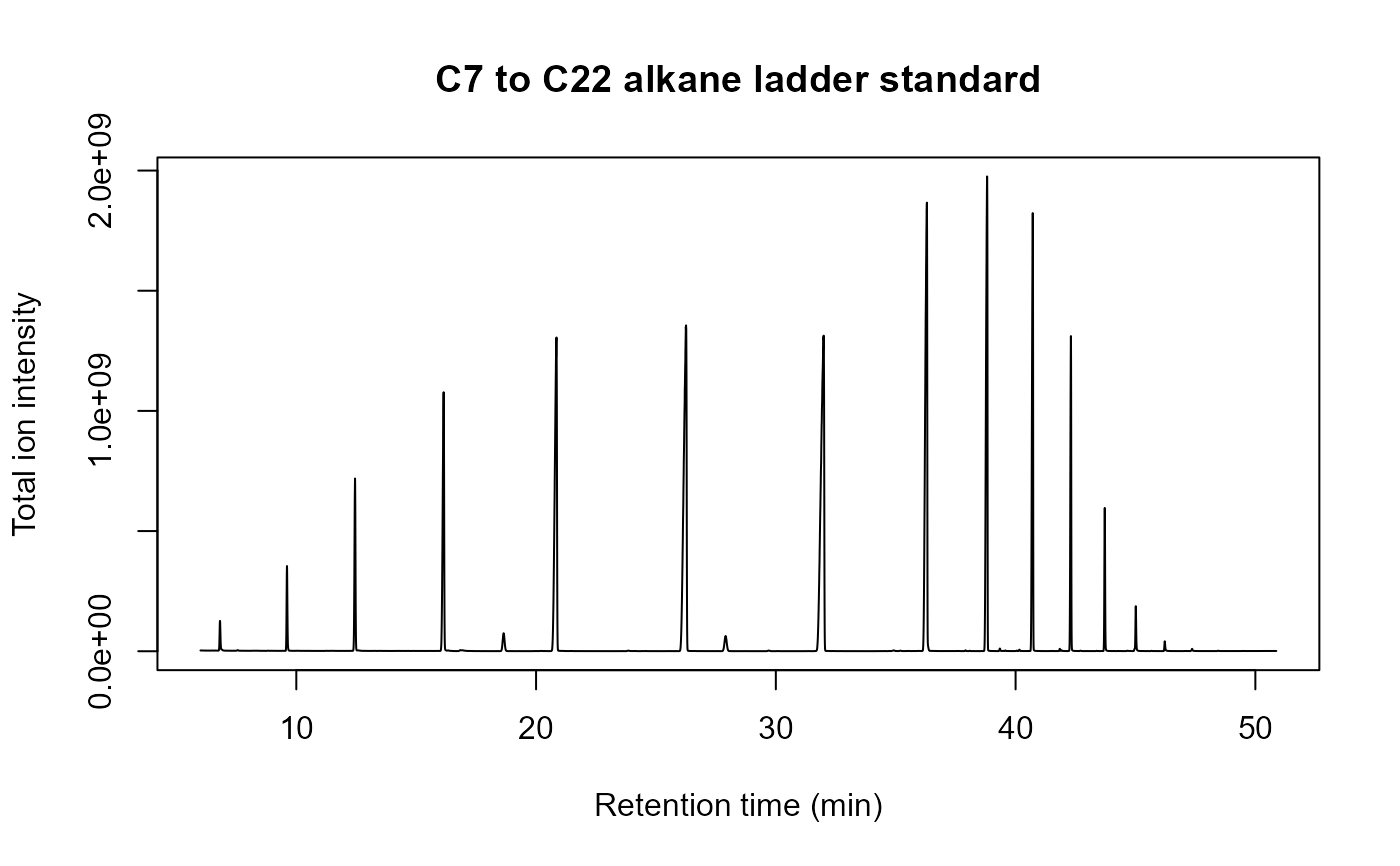 C7 to C22 alkane ladder standard
Total ion intensity
2.0e+09
1.0e+09
0.0e+00
10 20 30 40 50
Retention time (min)